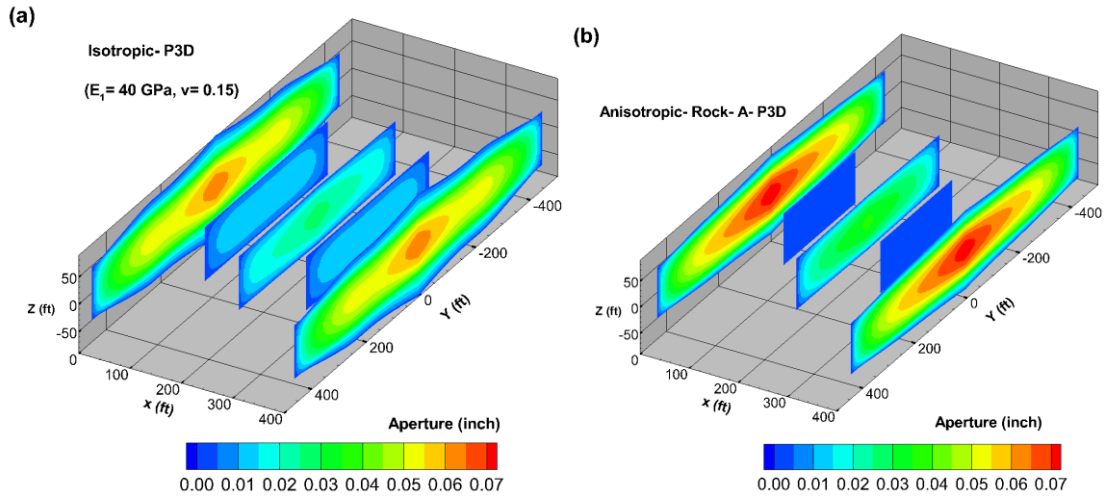 (a)
Isotropic- P3D
(E1= 40 GPa, v= 0.15)
50
0
-50
Z (ft)
0
100
200
300
400
x (ft)
400
200
0
-200
-400
Y (ft)
Aperture (inch)
0.00 0.01 0.02 0.03 0.04 0.05 0.06 0.07
(b)
Anisotropic- Rock- A- P3D
50
0
-50
Z (ft)
0
100
200
300
400
x (ft)
400
200
0
-200
-400
Y (ft)
Aperture (inch)
0.00 0.01 0.02 0.03 0.04 0.05 0.06 0.07